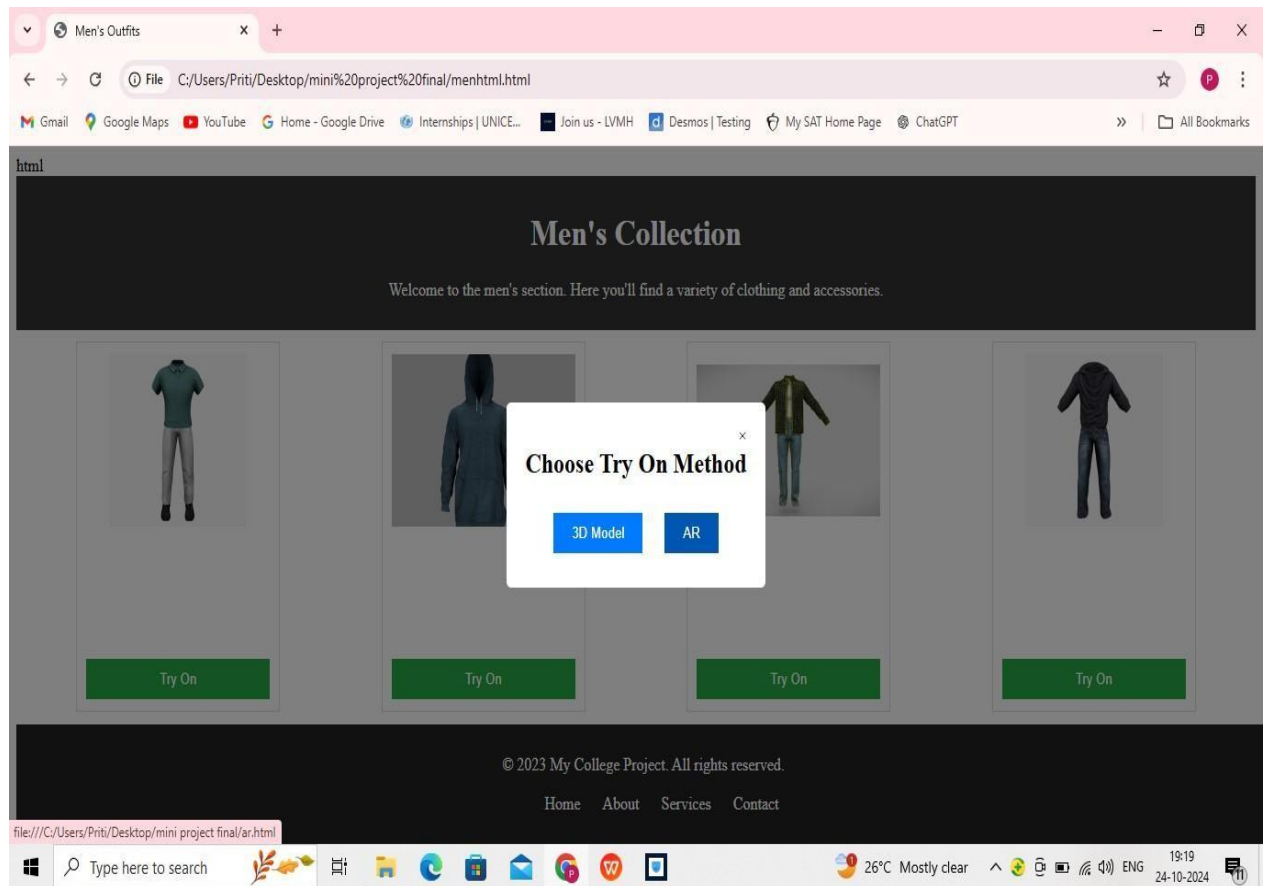 Men's Outfits
File C:/Users/Priti/Desktop/mini%20project%20final/menhtml.html
P
Gmail Google Maps YouTube Home - Google Drive Internships | UNICE... Join us - LVMH Desmos | Testing My SAT Home Page ChatGPT » All Bookmarks
html
Men's Collection
Welcome to the men's section. Here you'll find a variety of clothing and accessories.
×
Choose Try On Method
3D Model AR
Try On Try On Try On Try On
© 2023 My College Project. All rights reserved.
Home About Services Contact
file:///C:/Users/Priti/Desktop/mini project final/ar.html
Type here to search 26°C Mostly clear ENG 19:19
24-10-2024 11